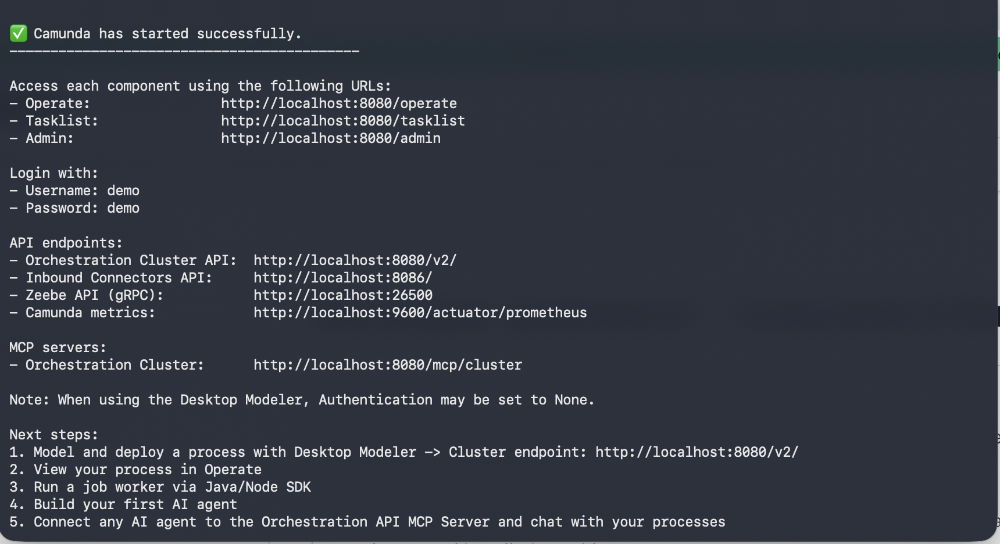 ✅ Camunda has started successfully.
-------------------------------------------
Access each component using the following URLs:
- Operate: http://localhost:8080/operate
- Tasklist: http://localhost:8080/tasklist
- Admin: http://localhost:8080/admin
Login with:
- Username: demo
- Password: demo
API endpoints:
- Orchestration Cluster API: http://localhost:8080/v2/
- Inbound Connectors API: http://localhost:8086/
- Zeebe API (gRPC): http://localhost:26500
- Camunda metrics: http://localhost:9600/actuator/prometheus
MCP servers:
- Orchestration Cluster: http://localhost:8080/mcp/cluster
Note: When using the Desktop Modeler, Authentication may be set to None.
Next steps:
1. Model and deploy a process with Desktop Modeler -> Cluster endpoint: http://localhost:8080/v2/
2. View your process in Operate
3. Run a job worker via Java/Node SDK
4. Build your first AI agent
5. Connect any AI agent to the Orchestration API MCP Server and chat with your processes